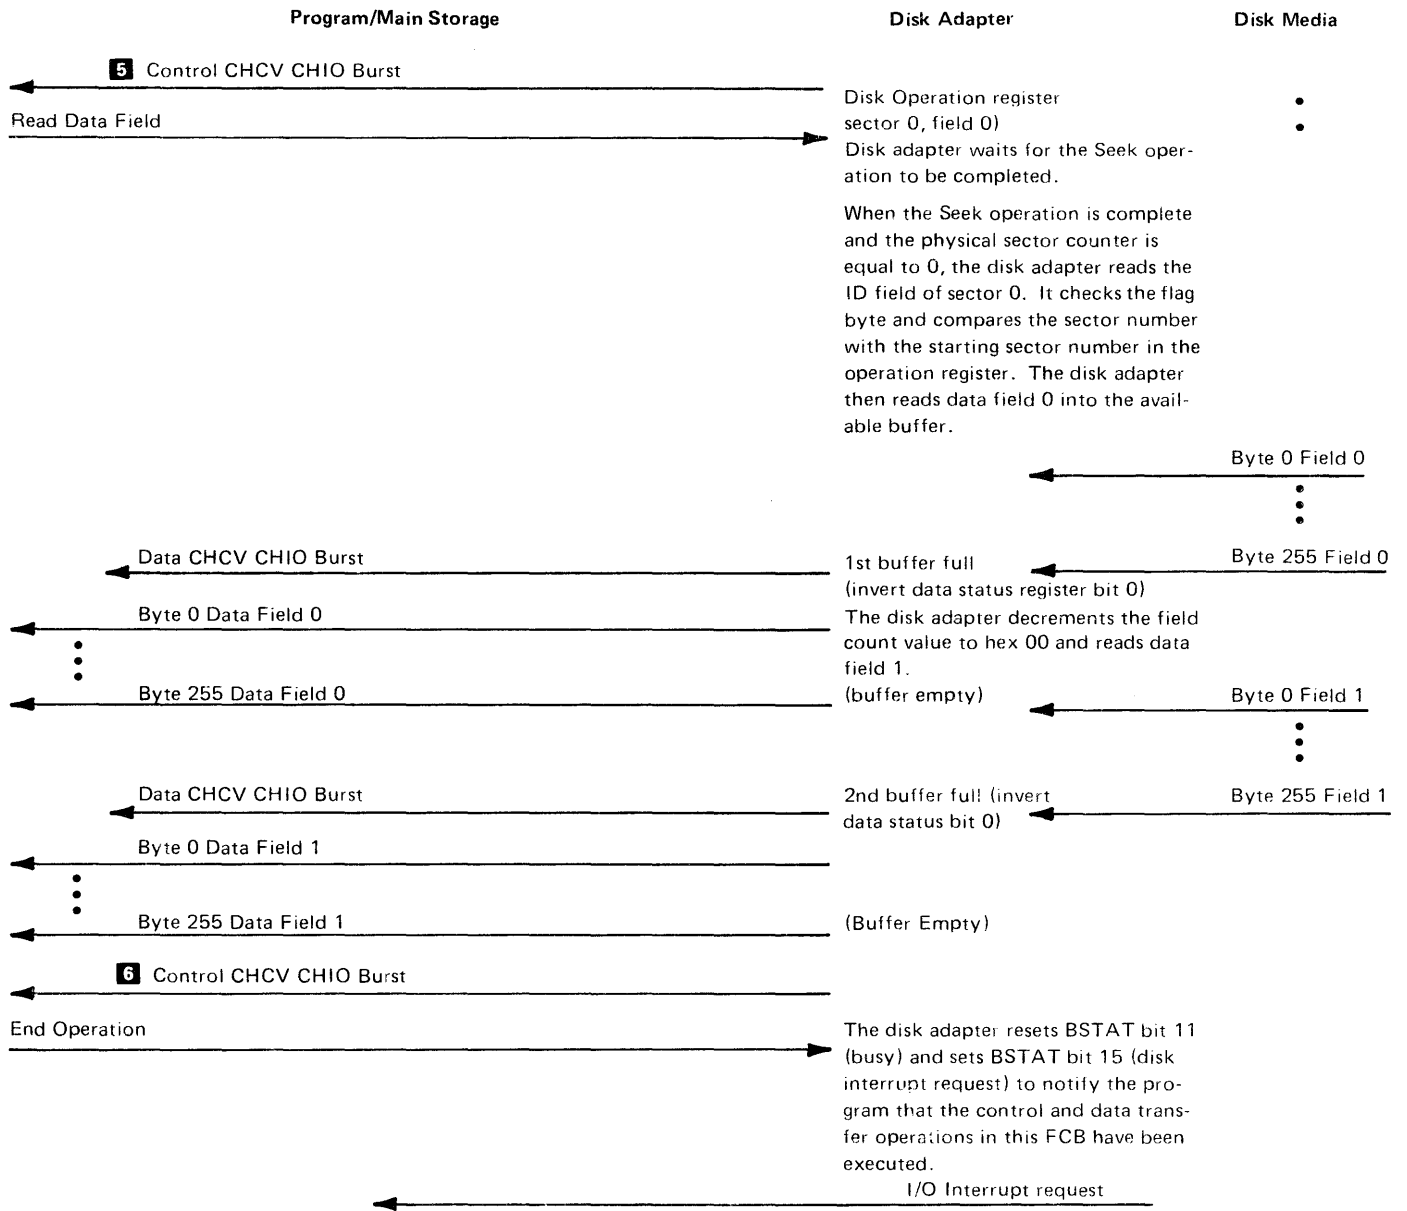 Program/Main Storage
Disk Adapter
Disk Media
5 Control CHCV CHIO Burst
Read Data Field
Disk Operation register
sector 0, field 0)
Disk adapter waits for the Seek oper-
ation to be completed.
When the Seek operation is complete
and the physical sector counter is
equal to 0, the disk adapter reads the
ID field of sector 0. It checks the flag
byte and compares the sector number
with the starting sector number in the
operation register. The disk adapter
then reads data field 0 into the avail-
able buffer.
Byte 0 Field 0
Data CHCV CHIO Burst
1st buffer full
(invert data status register bit 0)
Byte 255 Field 0
Byte 0 Data Field 0
The disk adapter decrements the field
count value to hex 00 and reads data
field 1.
Byte 255 Data Field 0
(buffer empty)
Byte 0 Field 1
Data CHCV CHIO Burst
2nd buffer full (invert
data status bit 0)
Byte 255 Field 1
Byte 0 Data Field 1
Byte 255 Data Field 1
(Buffer Empty)
6 Control CHCV CHIO Burst
End Operation
The disk adapter resets BSTAT bit 11
(busy) and sets BSTAT bit 15 (disk
interrupt request) to notify the pro-
gram that the control and data trans-
fer operations in this FCB have been
executed.
I/O Interrupt request